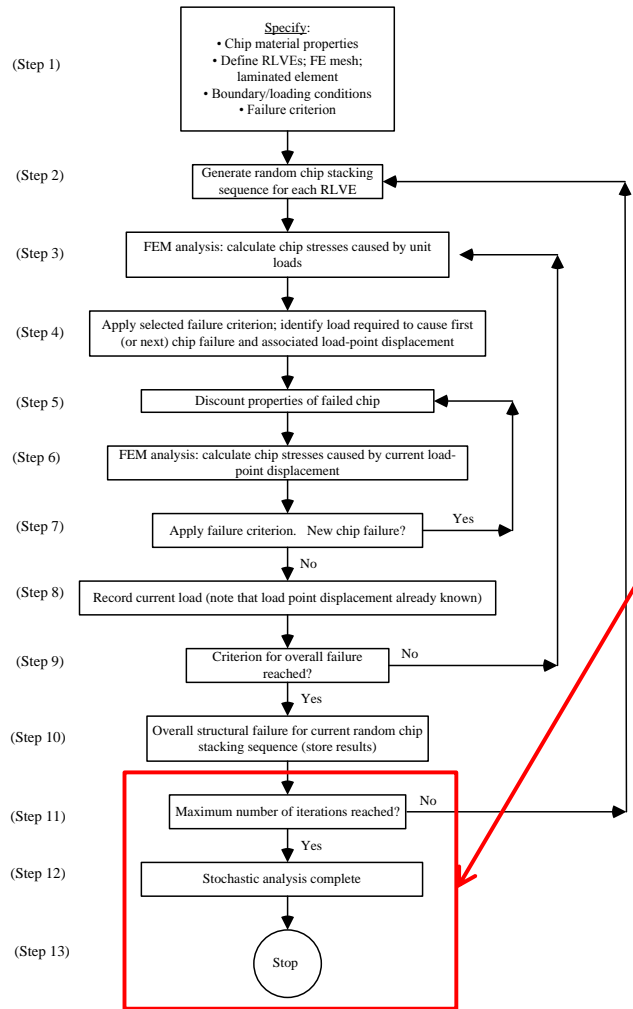 (Step 1)
Specify:
• Chip material properties
• Define RLVEs; FE mesh;
laminated element
• Boundary/loading conditions
• Failure criterion
(Step 2)
Generate random chip stacking
sequence for each RLVE
(Step 3)
FEM analysis: calculate chip stresses caused by unit
loads
(Step 4)
Apply selected failure criterion; identify load required to cause first
(or next) chip failure and associated load-point displacement
(Step 5)
Discount properties of failed chip
(Step 6)
FEM analysis: calculate chip stresses caused by current load-
point displacement
(Step 7)
Apply failure criterion. New chip failure?
Yes
No
(Step 8)
Record current load (note that load point displacement already known)
(Step 9)
Criterion for overall failure
reached?
No
Yes
(Step 10)
Overall structural failure for current random chip
stacking sequence (store results)
(Step 11)
Maximum number of iterations reached?
No
Yes
(Step 12)
Stochastic analysis complete
(Step 13)
Stop